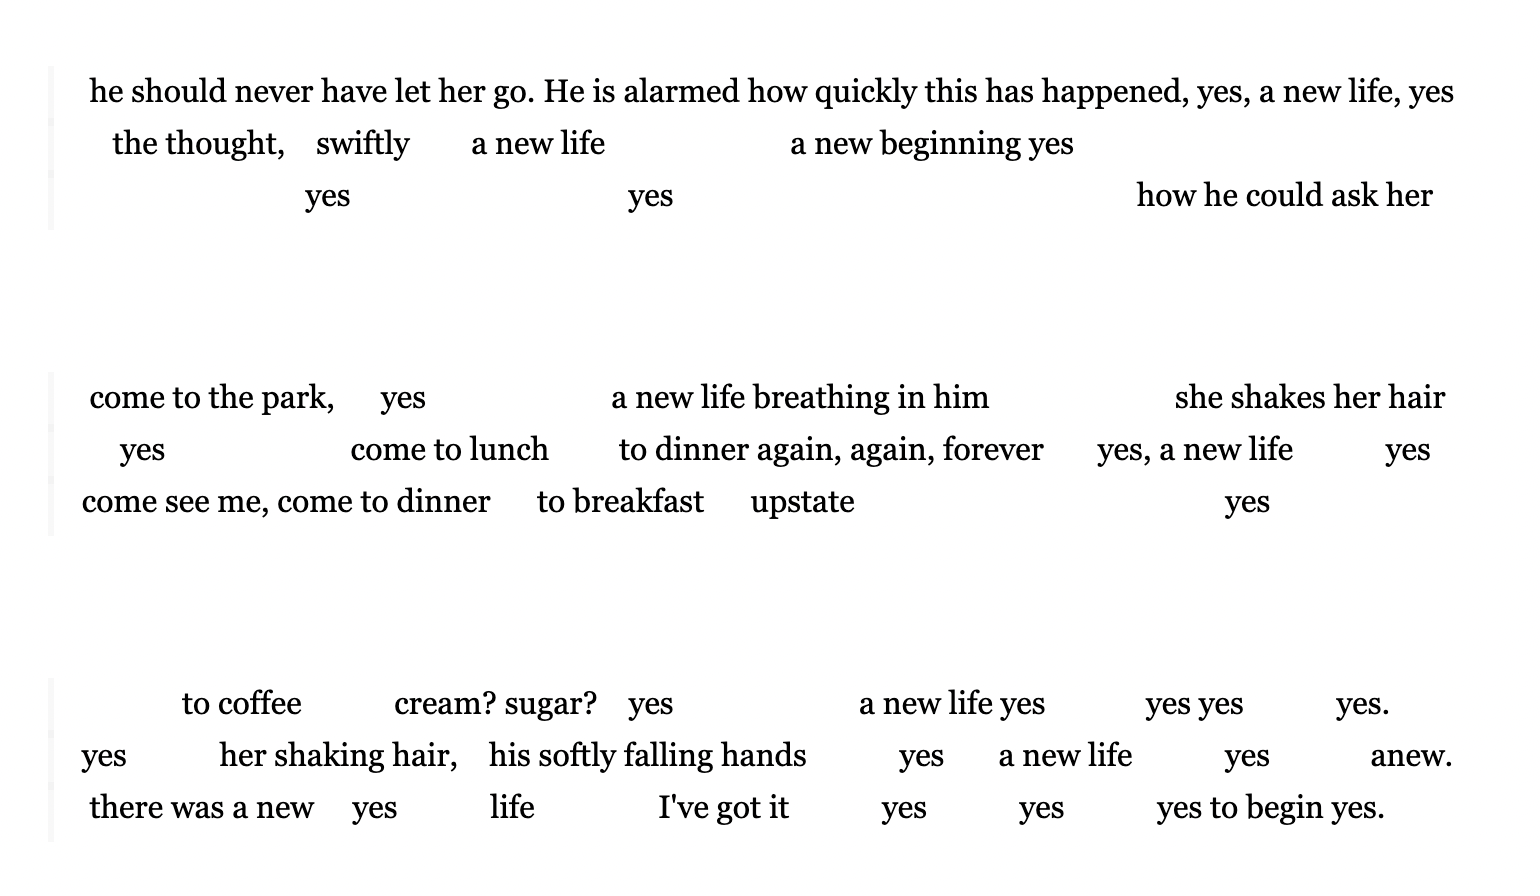 he should never have let her go. He is alarmed how quickly this has happened, yes, a new life, yes
the thought, swiftly a new life a new beginning yes
yes yes how he could ask her
come to the park, yes a new life breathing in him she shakes her hair
yes come to lunch to dinner again, again, forever yes, a new life yes
come see me, come to dinner to breakfast upstate yes
to coffee cream? sugar? yes a new life yes yes yes yes.
yes her shaking hair, his softly falling hands yes a new life yes anew.
there was a new yes life I've got it yes yes yes to begin yes.